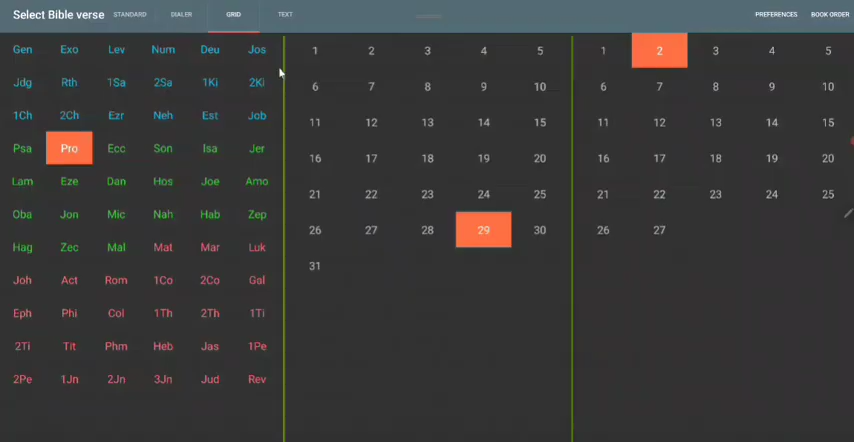 Select Bible verse STANDARD DIALER GRID TEXT PREFERENCES BOOK ORDER
Gen Exo Lev Num Deu Jos
Jdg Rth 1Sa 2Sa 1Ki 2Ki
1Ch 2Ch Ezr Neh Est Job
Psa Pro Ecc Son Isa Jer
Lam Eze Dan Hos Joe Amo
Oba Jon Mic Nah Hab Zep
Hag Zec Mal Mat Mar Luk
Joh Act Rom 1Co 2Co Gal
Eph Phi Col 1Th 2Th 1Ti
2Ti Tit Phm Heb Jas 1Pe
2Pe 1Jn 2Jn 3Jn Jud Rev
1 2 3 4 5
6 7 8 9 10
11 12 13 14 15
16 17 18 19 20
21 22 23 24 25
26 27 28 29 30
31
1 2 3 4 5
6 7 8 9 10
11 12 13 14 15
16 17 18 19 20
21 22 23 24 25
26 27